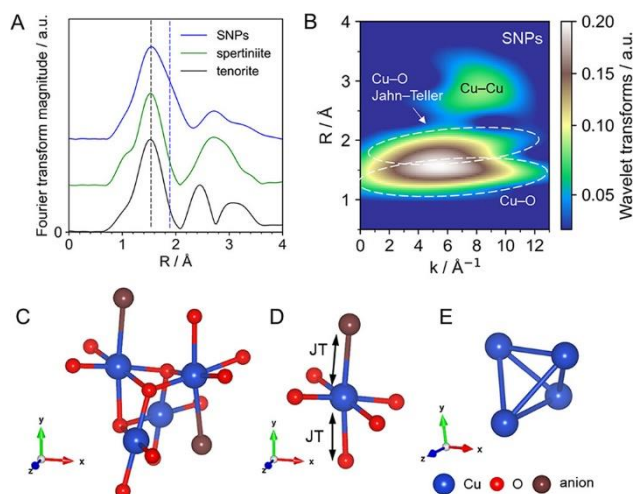 A
Fourier transform magnitude / a.u.
SNPs
spertiniite
tenorite
0
0 1 2 3 4
R / Å
B
R / Å
4
3
2
1
0
SNPs
Cu–O
Jahn–Teller
Cu–Cu
Cu–O
0 2 4 6 8 10 12
k / Å⁻¹
0.20
0.15
0.10
0.05
Wavelet transforms / a.u.
C
y
z
x
D
JT
JT
y
z
x
E
y
z
x
Cu O anion